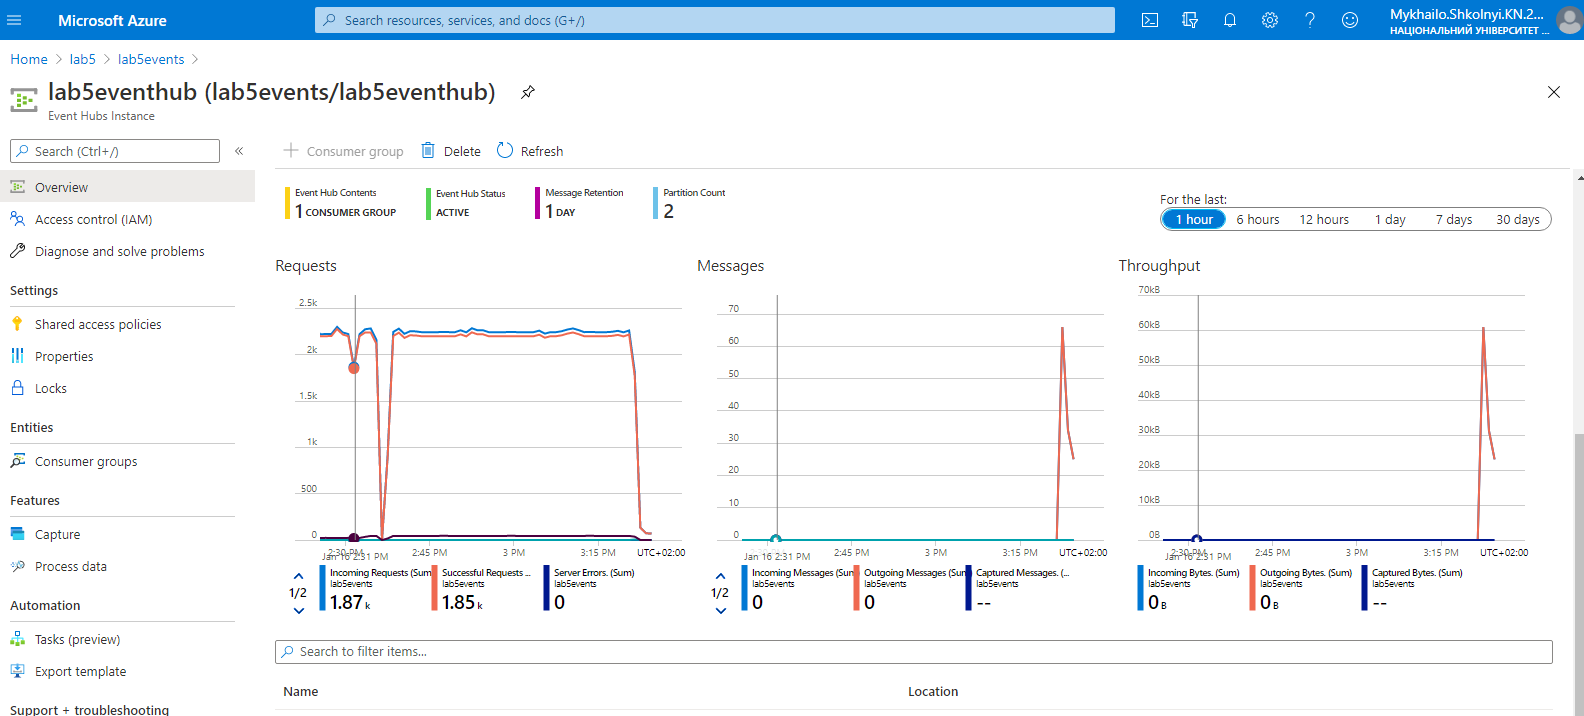 Microsoft Azure
Search resources, services, and docs (G+/)
Mykhailo.Shkolnyi.KN.2...
НАЦІОНАЛЬНИЙ УНІВЕРСИТЕТ ...
Home > lab5 > lab5events >
lab5eventhub (lab5events/lab5eventhub)
Event Hubs Instance
Search (Ctrl+/)
«
Overview
Access control (IAM)
Diagnose and solve problems
Settings
Shared access policies
Properties
Locks
Entities
Consumer groups
Features
Capture
Process data
Automation
Tasks (preview)
Export template
Support + troubleshooting
Consumer group
Delete
Refresh
Event Hub Contents
1 CONSUMER GROUP
Event Hub Status
ACTIVE
Message Retention
1 DAY
Partition Count
2
For the last:
1 hour
6 hours
12 hours
1 day
7 days
30 days
Requests
2.5k
2k
1.5k
1k
500
0
2:30 PM
2:45 PM
3 PM
3:15 PM
UTC+02:00
Jan 16 2:31 PM
1/2
Incoming Requests (Sum)
lab5events
1.87 k
Successful Requests ...
lab5events
1.85 k
Server Errors. (Sum)
lab5events
0
Messages
70
60
50
40
30
20
10
0
2:45 PM
3 PM
3:15 PM
UTC+02:00
Jan 16 2:31 PM
1/2
Incoming Messages (Sum)
lab5events
0
Outgoing Messages (Sum)
lab5events
0
Captured Messages. (...
lab5events
--
Throughput
70kB
60kB
50kB
40kB
30kB
20kB
10kB
0B
2:30 PM
2:45 PM
3 PM
3:15 PM
UTC+02:00
Jan 16 2:31 PM
Incoming Bytes. (Sum)
lab5events
0 B
Outgoing Bytes. (Sum)
lab5events
0 B
Captured Bytes. (Sum)
lab5events
--
Search to filter items...
Name
Location